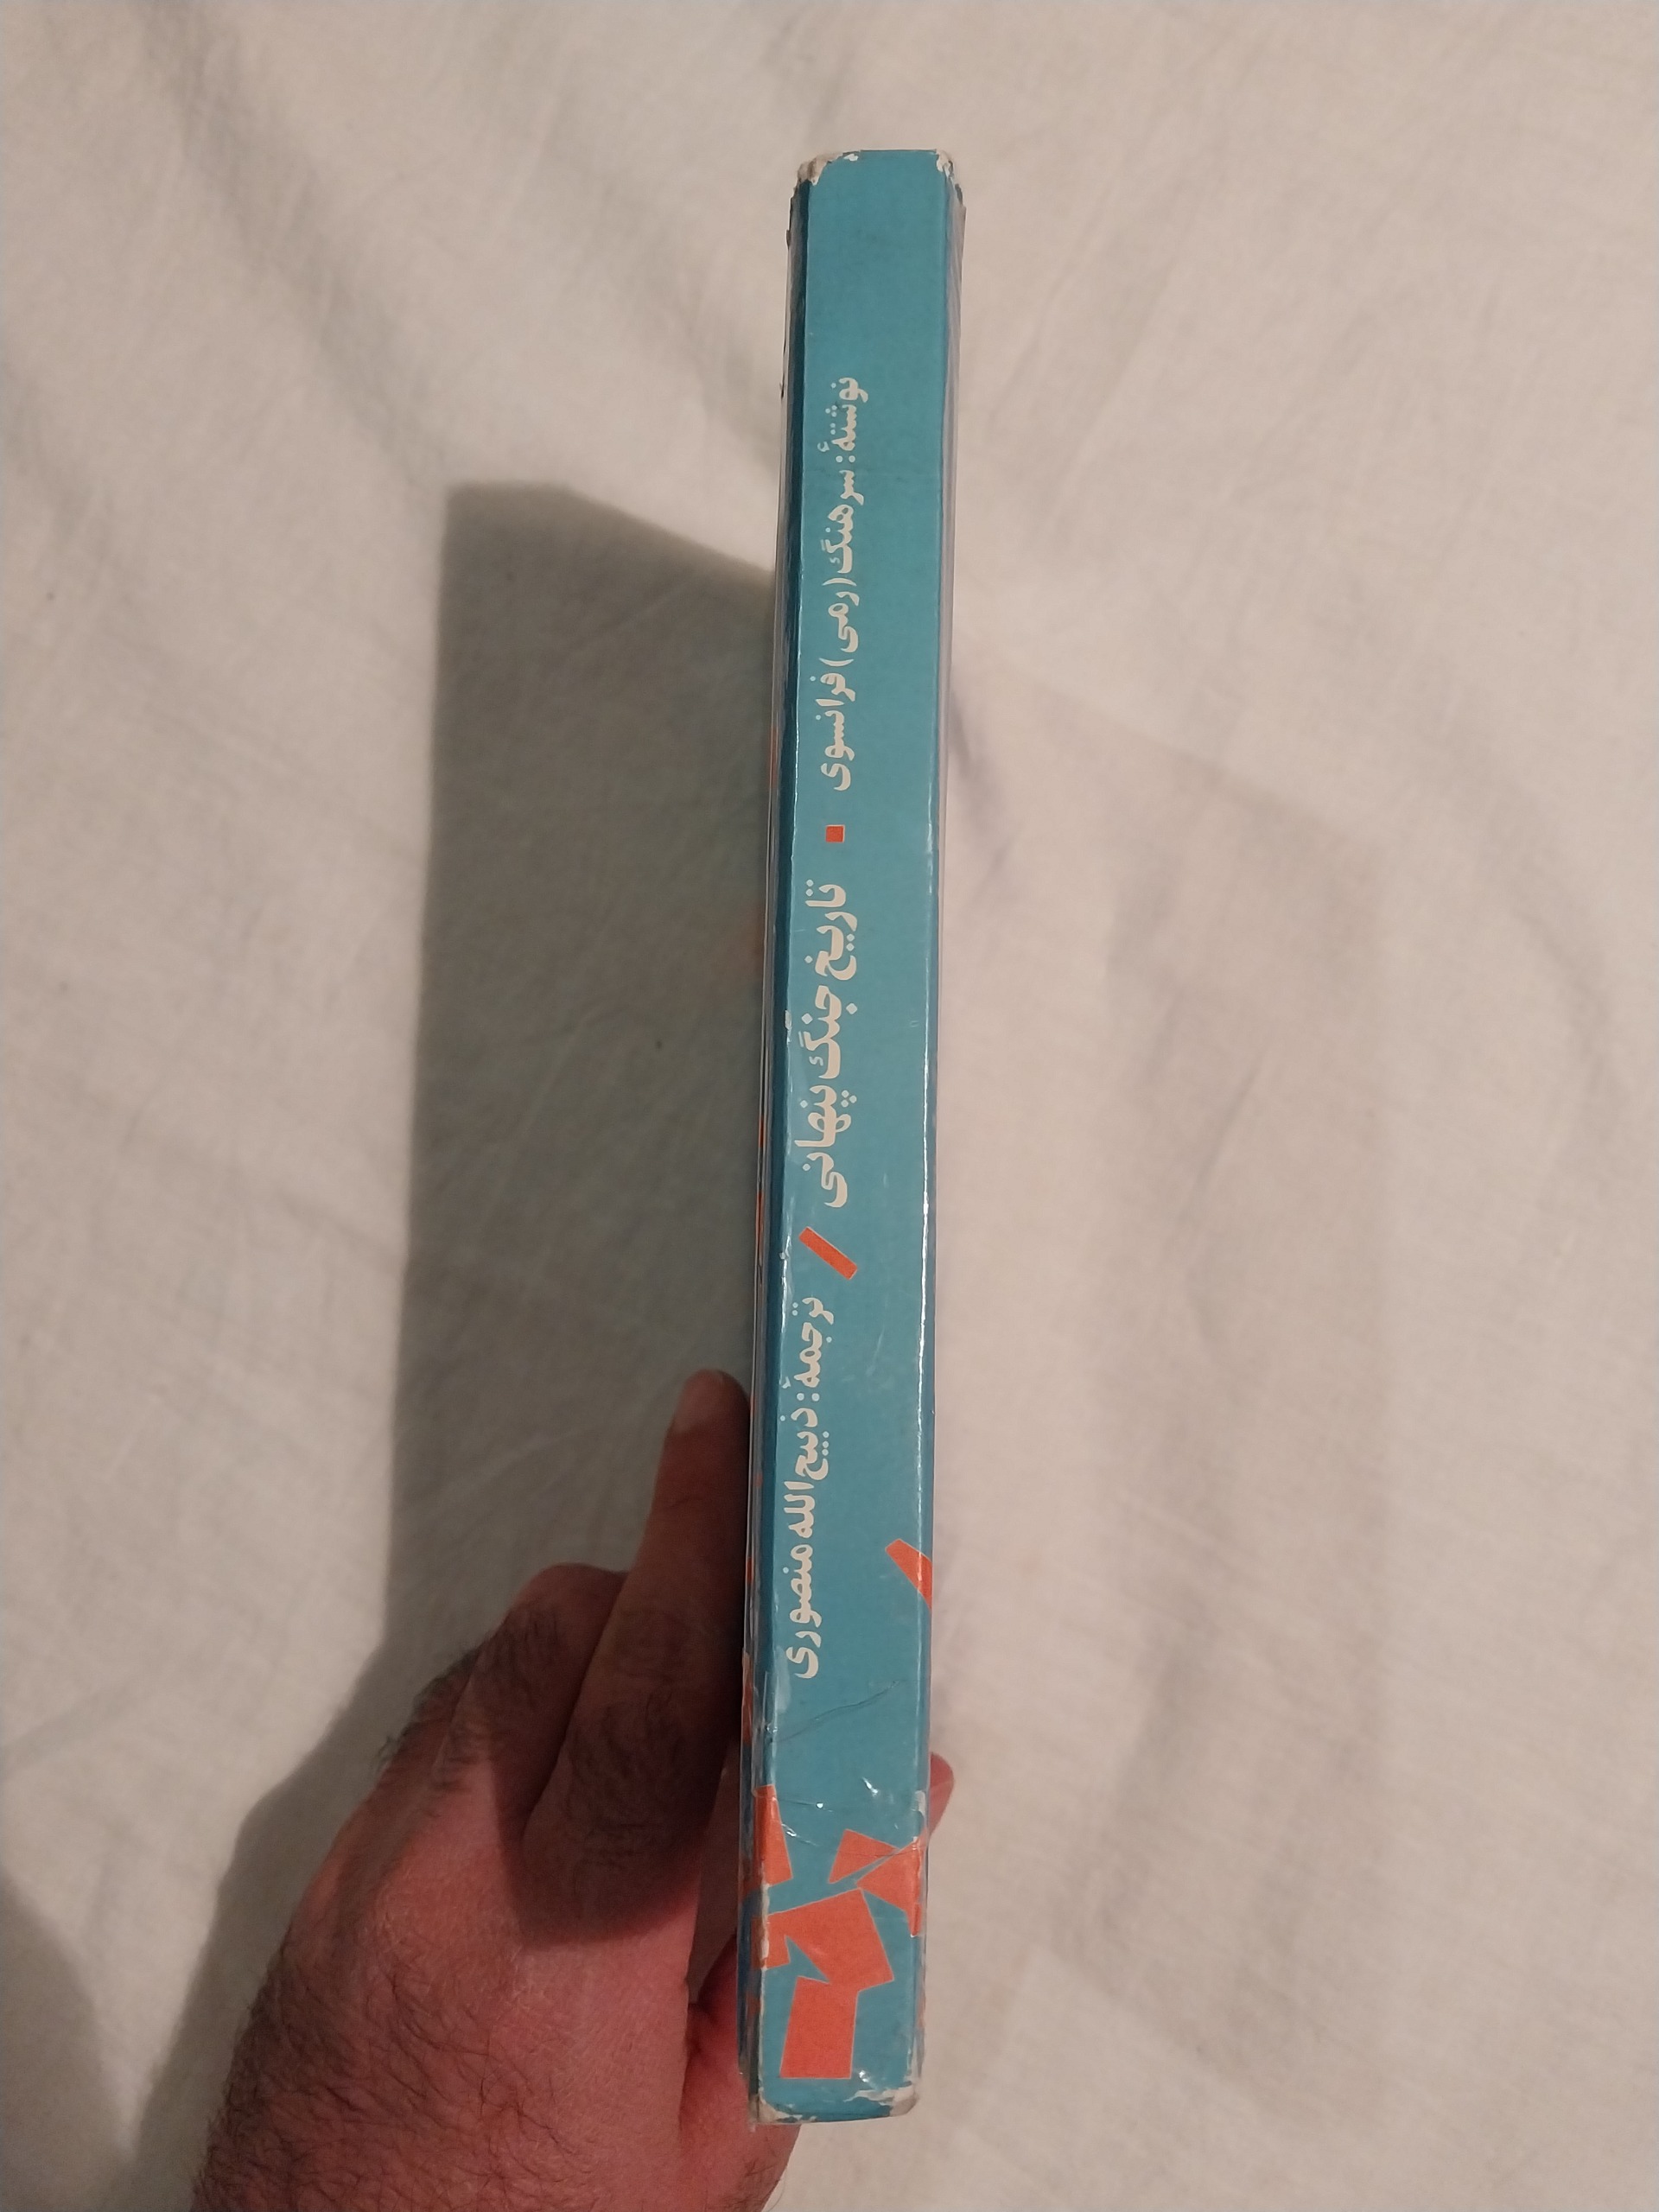 نوشتهٔ: سرهنگ (رمی) فرانسوی
تاریخ جنگ پنهانی
ترجمهٔ: ذبیح الله منصوری